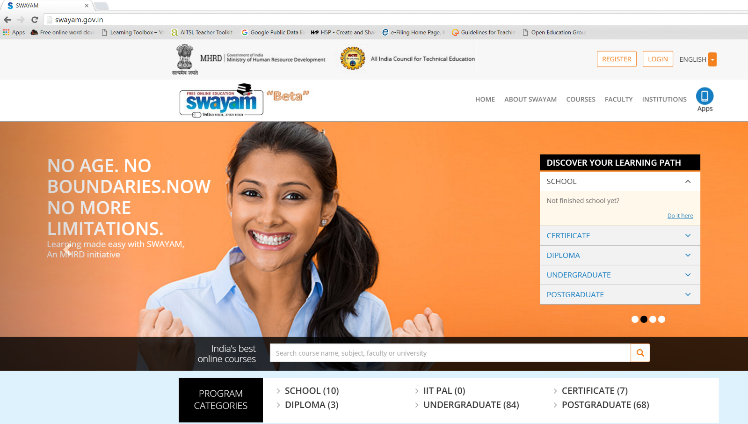 SWAYAM
swayam.gov.in
Apps
Free online word clou
Learning Toolbox – Yo
AITSL Teacher Toolkit
Google Public Data Ex
H5P - Create and Sha
e-Filing Home Page,
Guidelines for Teache
Open Education Grou
MHRD
Government of India
Ministry of Human Resource Development
All India Council for Technical Education
REGISTER
LOGIN
ENGLISH
FREE ONLINE EDUCATION
swayam
"Beta"
HOME
ABOUT SWAYAM
COURSES
FACULTY
INSTITUTIONS
Apps
NO AGE. NO
BOUNDARIES.NOW
NO MORE
LIMITATIONS.
Learning made easy with SWAYAM,
An MHRD initiative
DISCOVER YOUR LEARNING PATH
SCHOOL
Not finished school yet?
Do it here
CERTIFICATE
DIPLOMA
UNDERGRADUATE
POSTGRADUATE
India's best
online courses
Search course name, subject, faculty or university
PROGRAM
CATEGORIES
SCHOOL (10)
IIT PAL (0)
CERTIFICATE (7)
DIPLOMA (3)
UNDERGRADUATE (84)
POSTGRADUATE (68)